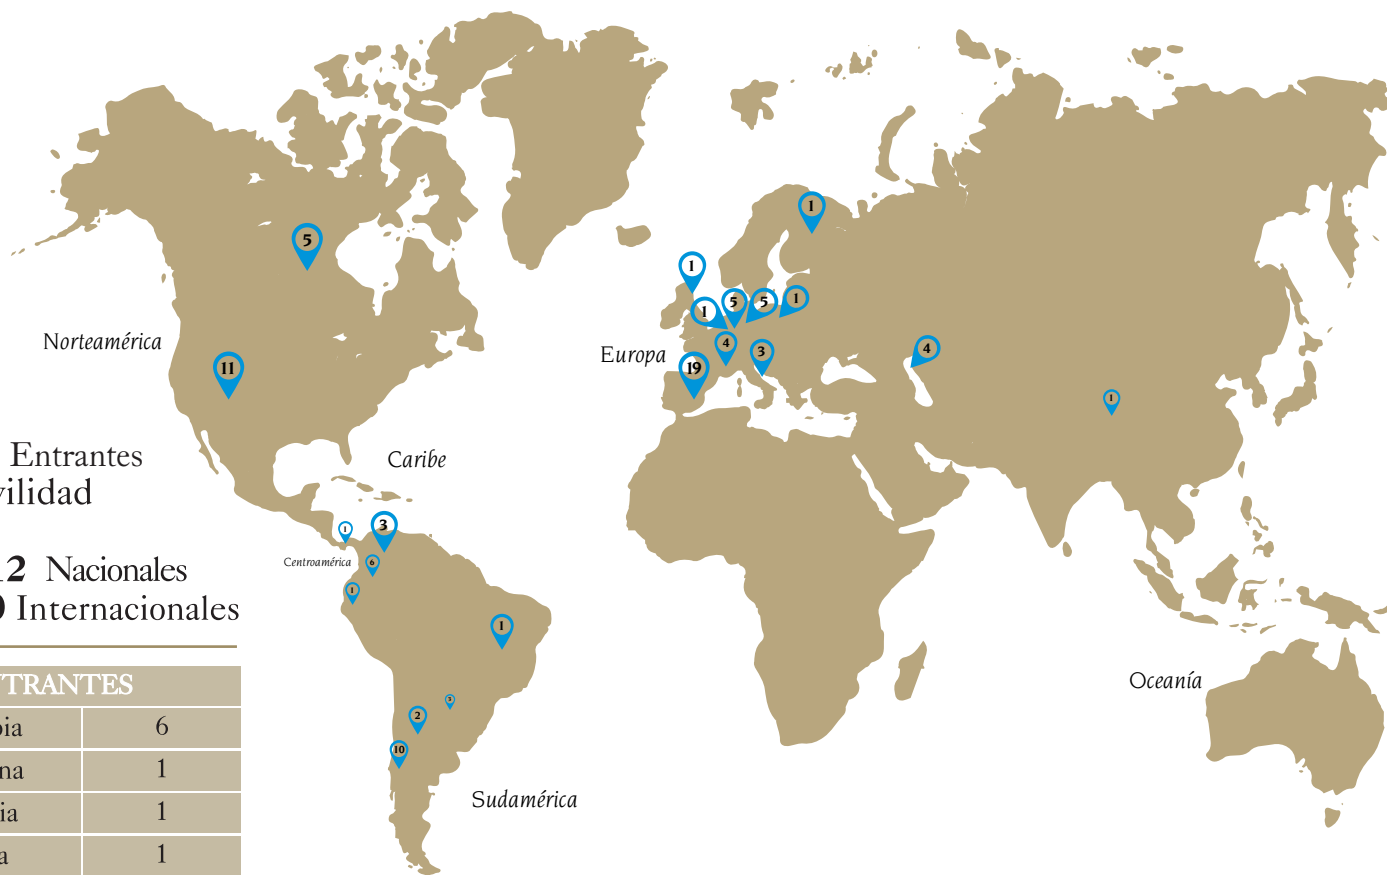 5
1
1
1
5
5
1
Norteamérica
Europa
4
3
4
11
19
1
Entrantes
Caribe
vilidad
1
3
Centroamérica
6
2 Nacionales
1
Internacionales
1
TRANTES
Oceanía
bia 6
2
na 1
10
ia 1
Sudamérica
a 1